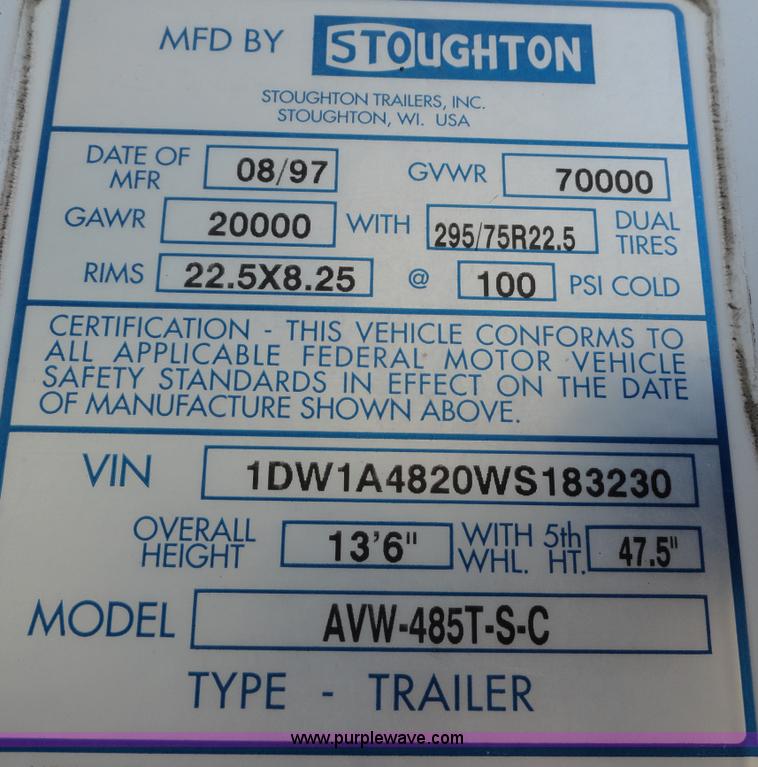 MFD BY STOUGHTON
STOUGHTON TRAILERS, INC.
STOUGHTON, WI. USA
DATE OF MFR 08/97 GVWR 70000
GAWR 20000 WITH 295/75R22.5 DUAL TIRES
RIMS 22.5X8.25 @ 100 PSI COLD
CERTIFICATION - THIS VEHICLE CONFORMS TO
ALL APPLICABLE FEDERAL MOTOR VEHICLE
SAFETY STANDARDS IN EFFECT ON THE DATE
OF MANUFACTURE SHOWN ABOVE.
VIN 1DW1A4820WS183230
OVERALL HEIGHT 13'6" WITH 5th WHL. HT. 47.5"
MODEL AVW-485T-S-C
TYPE - TRAILER
www.purplewave.com